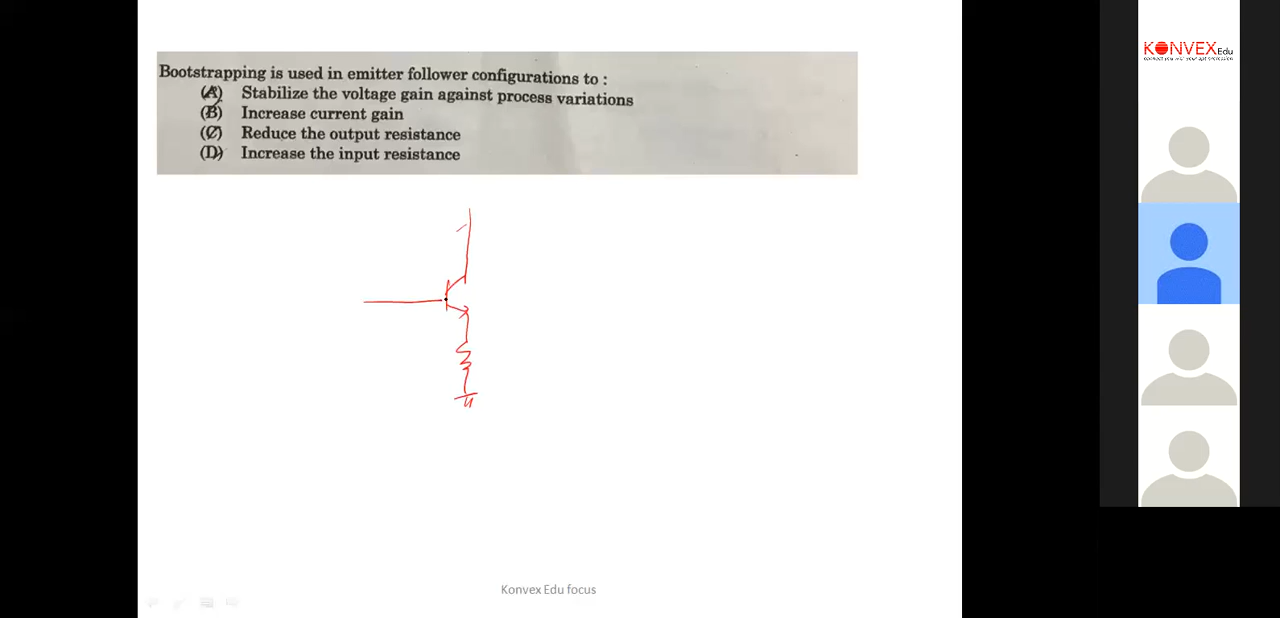 Bootstrapping is used in emitter follower configurations to :
(A) Stabilize the voltage gain against process variations
(B) Increase current gain
(C) Reduce the output resistance
(D) Increase the input resistance
KONVEX Edu
Konvex Edu focus